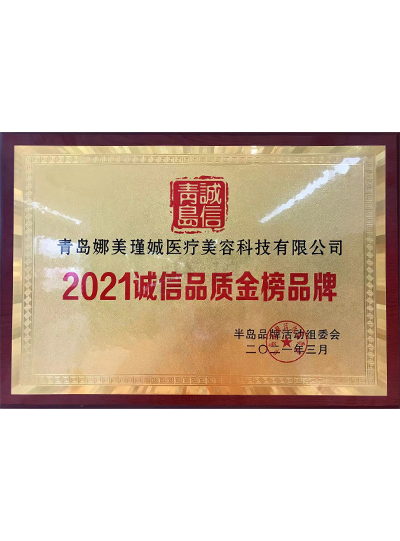 青岛
誠信
青岛娜美瑾娍医疗美容科技有限公司
2021诚信品质金榜品牌
半岛品牌活动组委会
二〇二一年三月